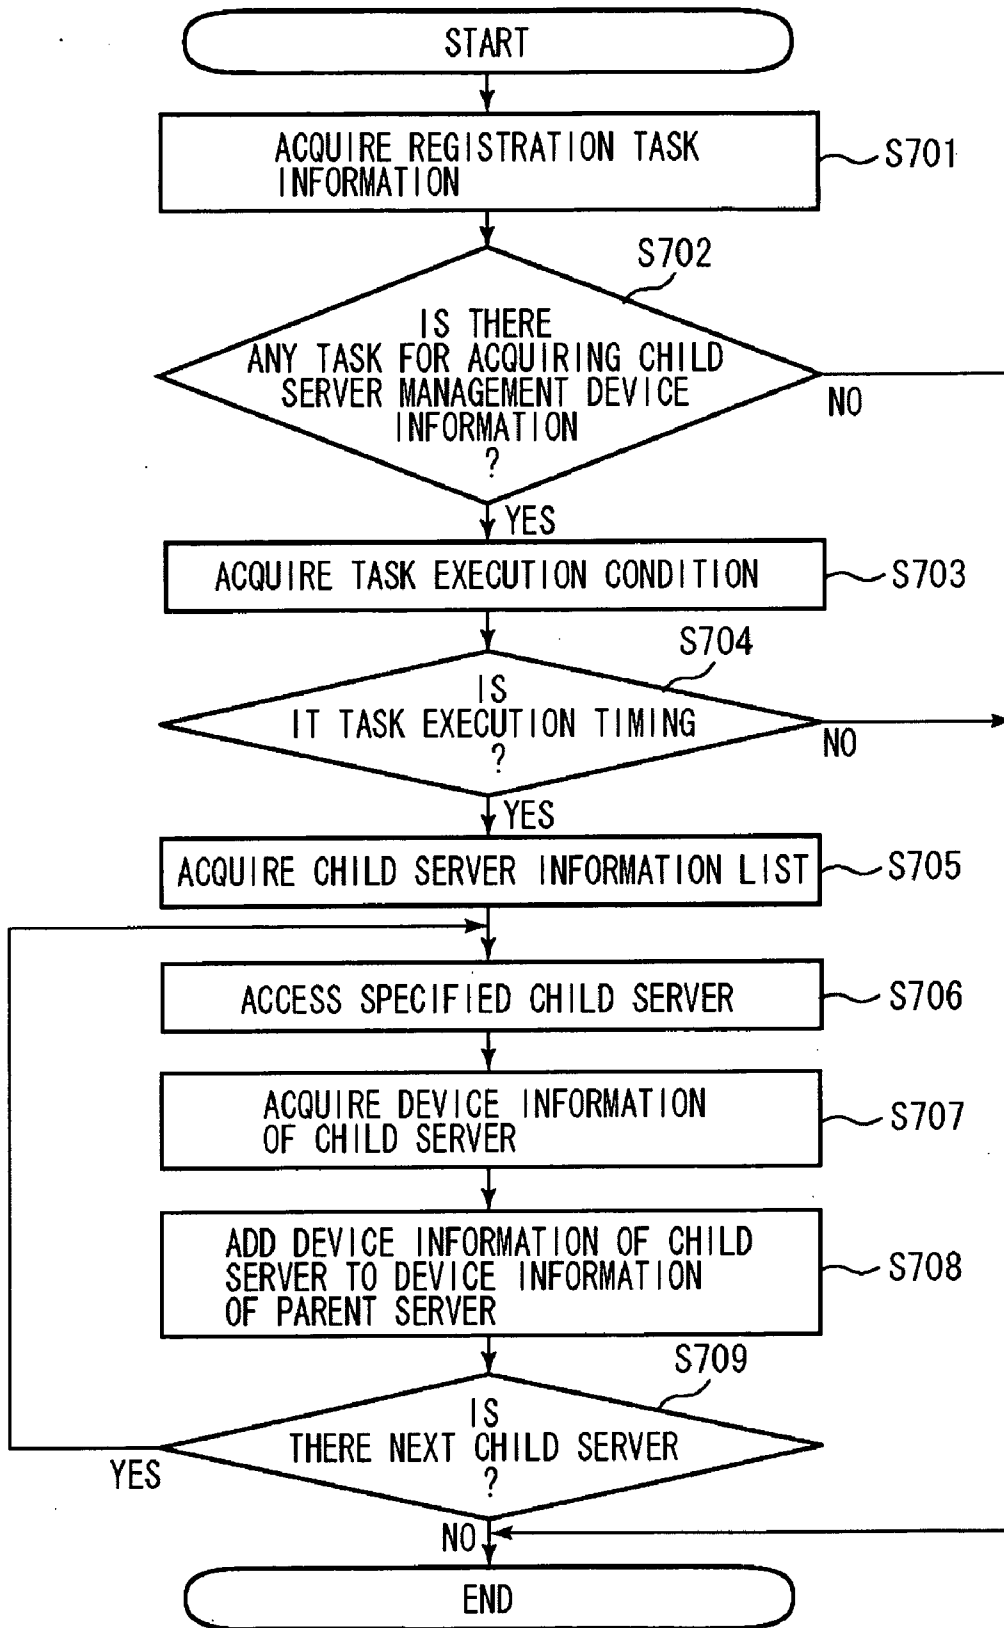 START
ACQUIRE REGISTRATION TASK
INFORMATION
S701
S702
IS THERE
ANY TASK FOR ACQUIRING CHILD
SERVER MANAGEMENT DEVICE
INFORMATION
?
NO
YES
ACQUIRE TASK EXECUTION CONDITION
S703
S704
IS
IT TASK EXECUTION TIMING
?
NO
YES
ACQUIRE CHILD SERVER INFORMATION LIST
S705
ACCESS SPECIFIED CHILD SERVER
S706
ACQUIRE DEVICE INFORMATION
OF CHILD SERVER
S707
ADD DEVICE INFORMATION OF CHILD
SERVER TO DEVICE INFORMATION
OF PARENT SERVER
S708
S709
IS
THERE NEXT CHILD SERVER
?
YES
NO
END